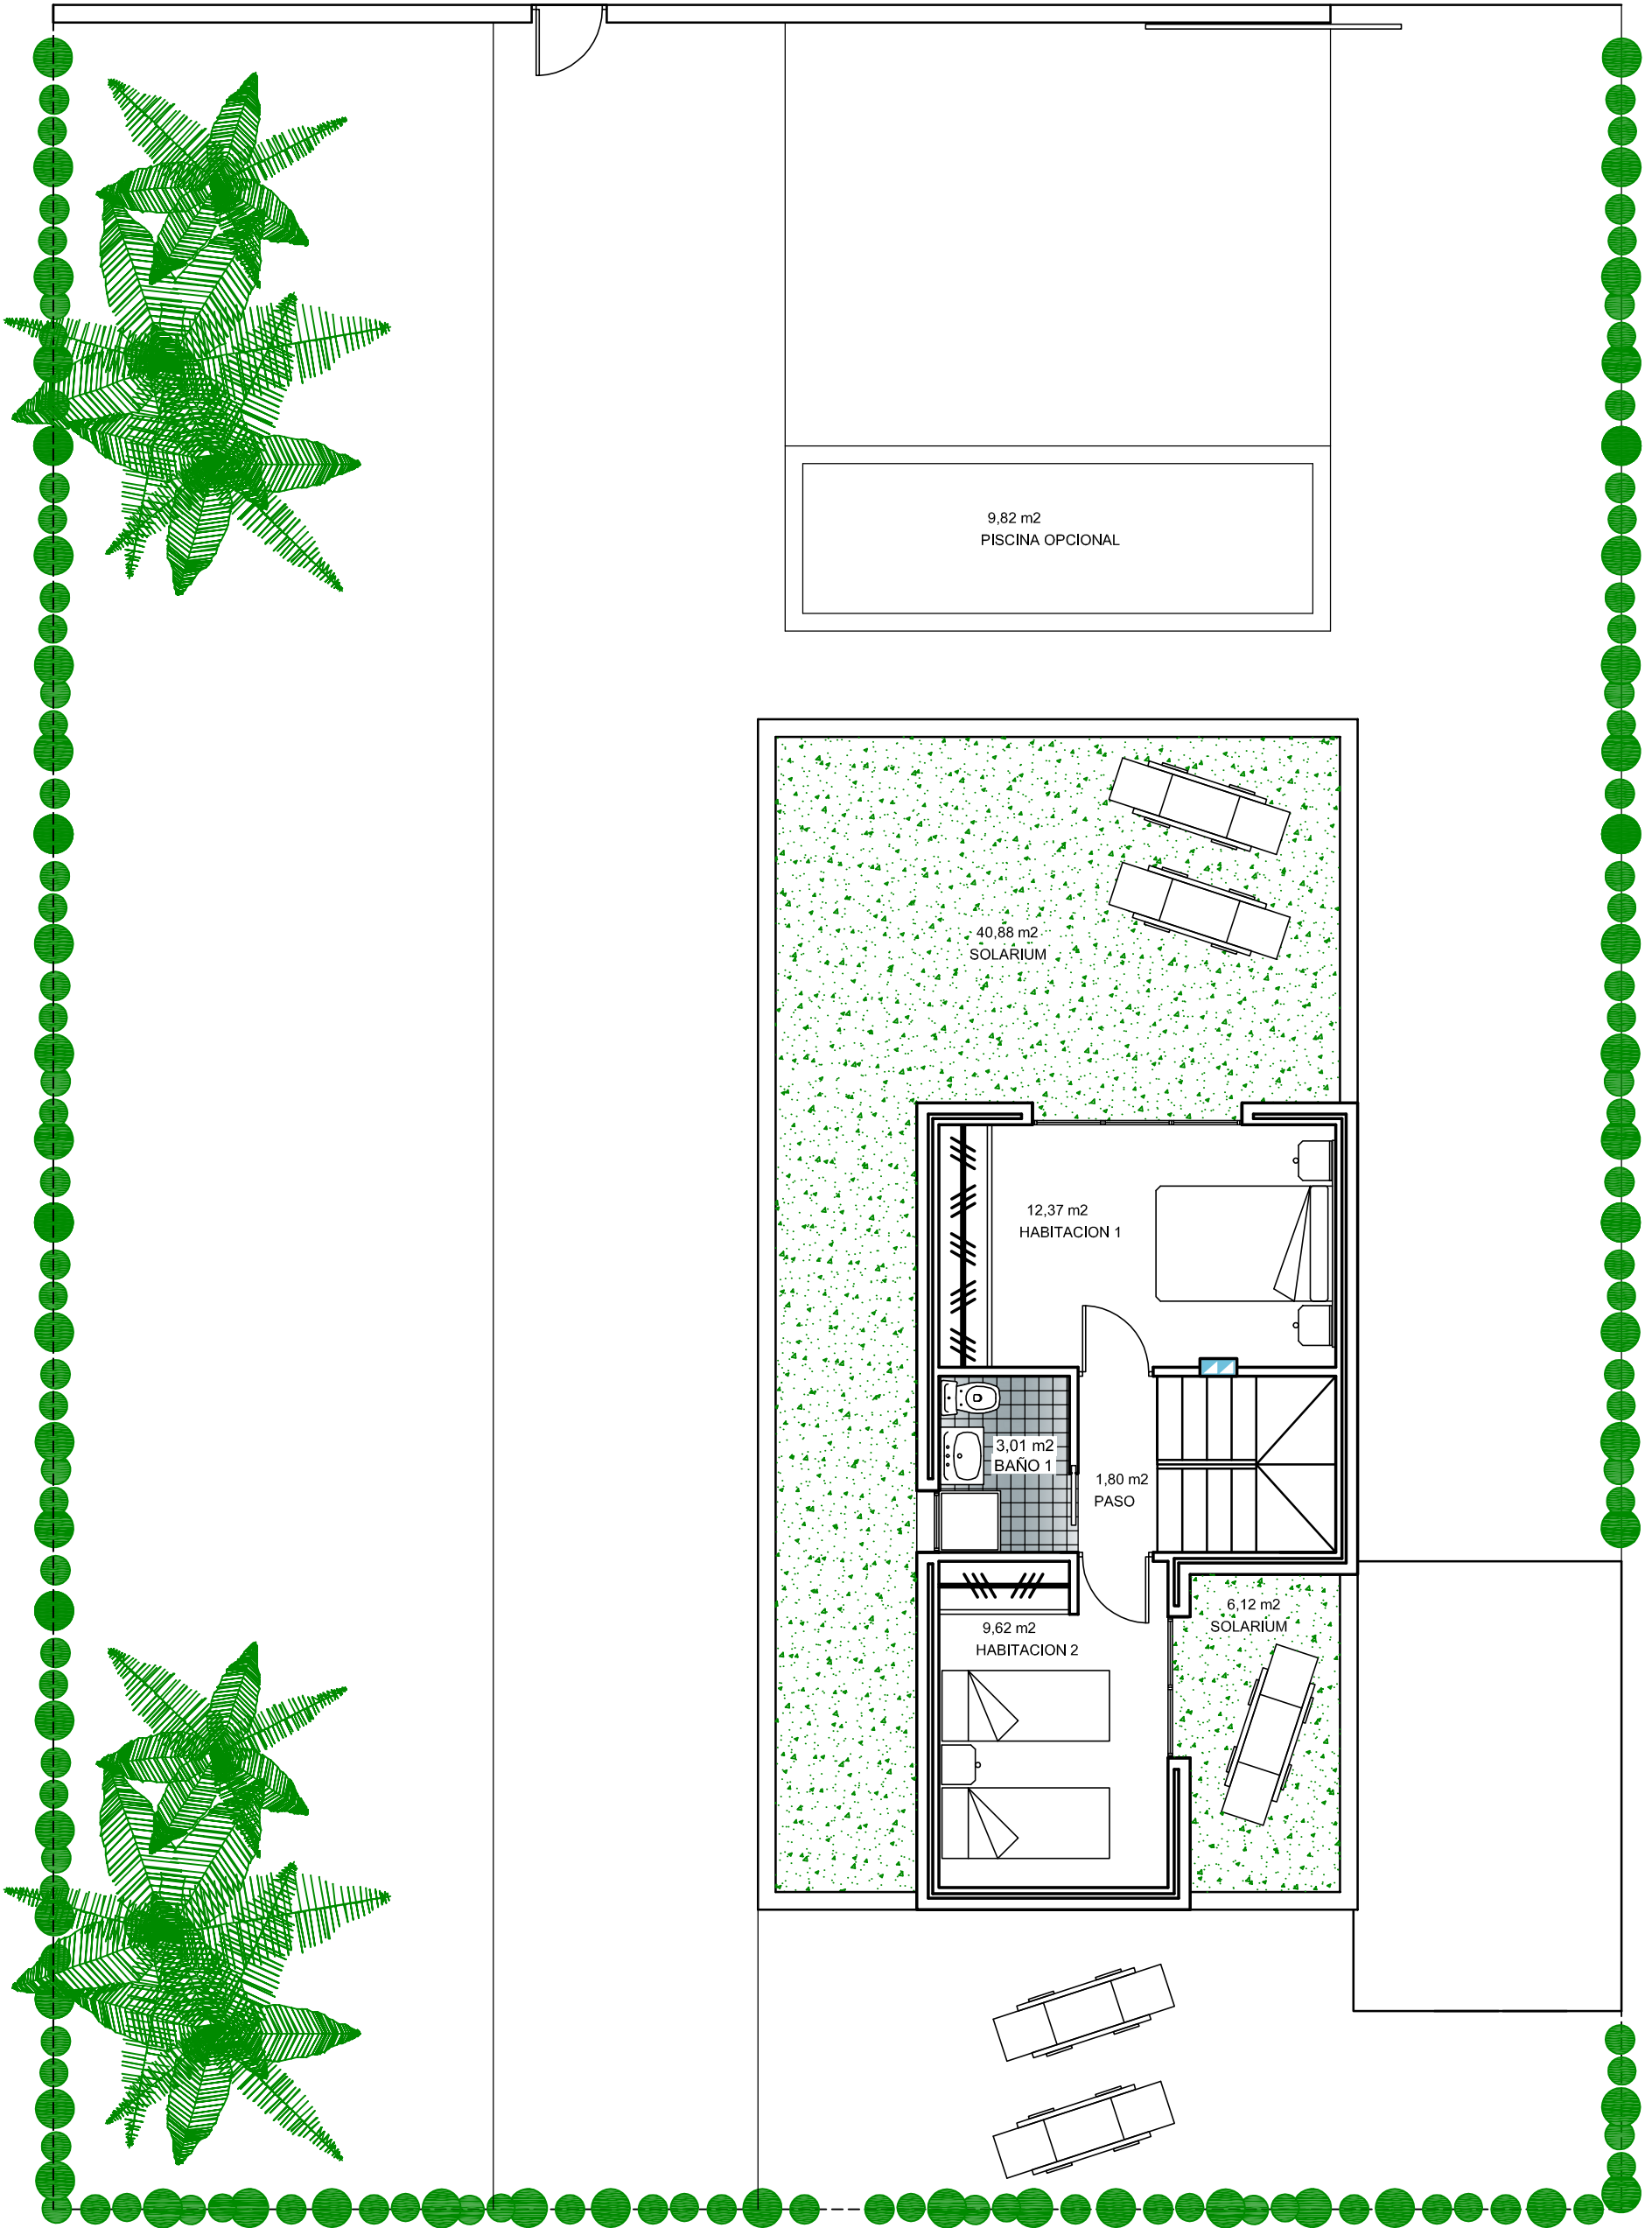 9,82 m2
PISCINA OPCIONAL
40,88 m2
SOLARIUM
12,37 m2
HABITACION 1
3,01 m2
BAÑO 1
1,80 m2
PASO
6,12 m2
SOLARIUM
9,62 m2
HABITACION 2